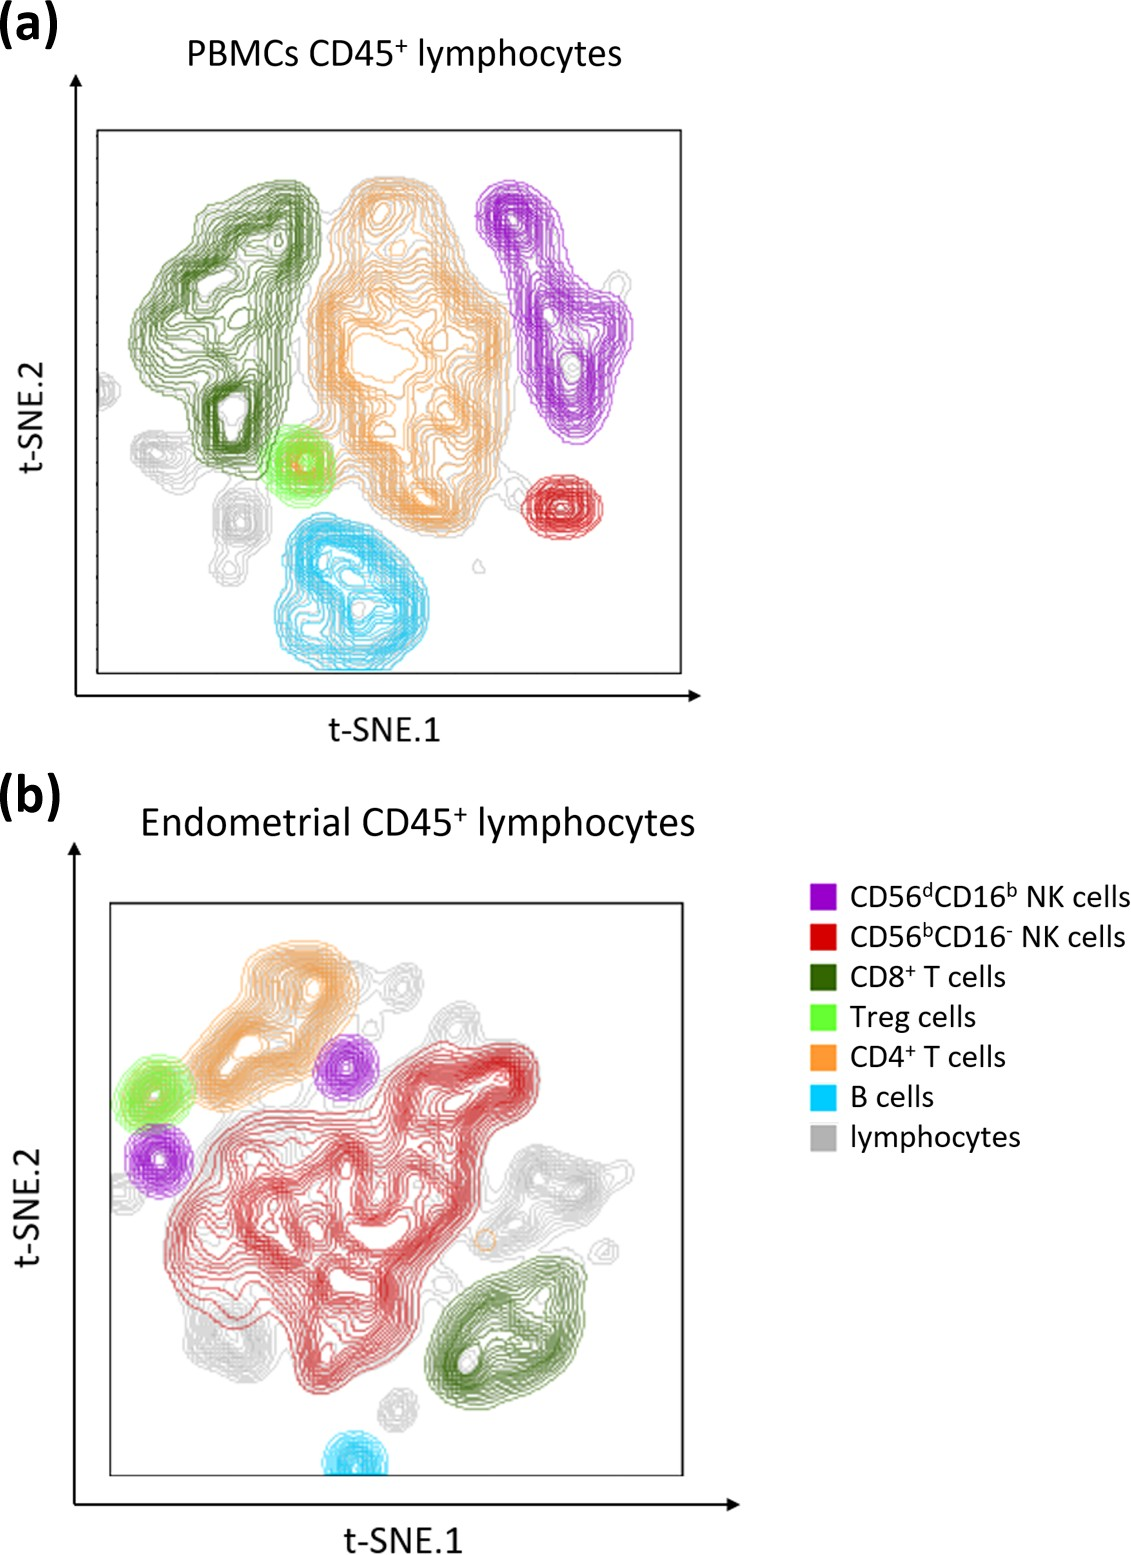 (a)
PBMCs CD45⁺ lymphocytes
t-SNE.2
t-SNE.1
(b)
Endometrial CD45⁺ lymphocytes
CD56ᵈCD16ᵇ NK cells
CD56ᵇCD16⁻ NK cells
CD8⁺ T cells
Treg cells
CD4⁺ T cells
B cells
lymphocytes
t-SNE.2
t-SNE.1